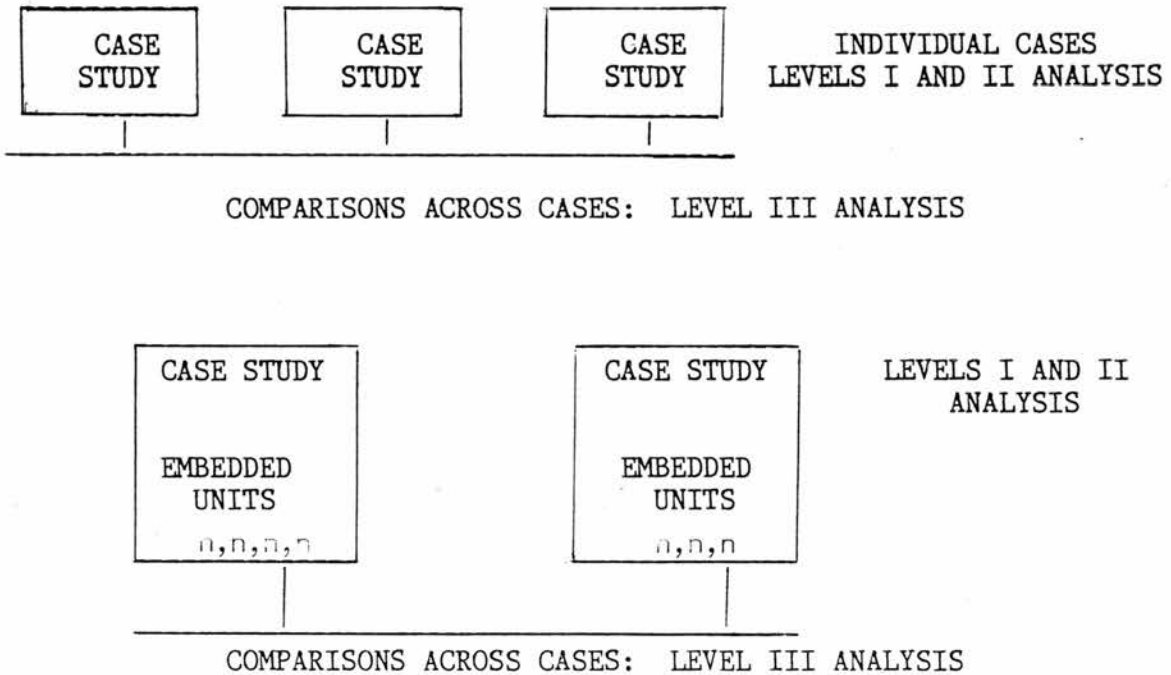 CASE STUDY
CASE STUDY
CASE STUDY
INDIVIDUAL CASES
LEVELS I AND II ANALYSIS
COMPARISONS ACROSS CASES: LEVEL III ANALYSIS
CASE STUDY
EMBEDDED
UNITS
n,n,n,n
CASE STUDY
EMBEDDED
UNITS
n,n,n
LEVELS I AND II
ANALYSIS
COMPARISONS ACROSS CASES: LEVEL III ANALYSIS